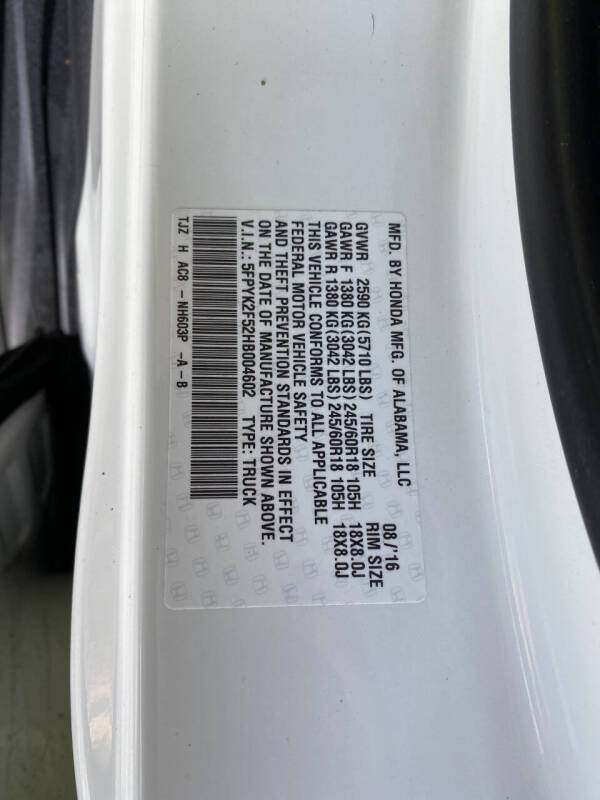 MFD. BY HONDA MFG. OF ALABAMA, LLC 08/'16
GVWR 2590 KG (5710 LBS) TIRE SIZE RIM SIZE
GAWR F 1380 KG (3042 LBS) 245/60R18 105H 18X8.0J
GAWR R 1380 KG (3042 LBS) 245/60R18 105H 18X8.0J
THIS VEHICLE CONFORMS TO ALL APPLICABLE
FEDERAL MOTOR VEHICLE SAFETY
AND THEFT PREVENTION STANDARDS IN EFFECT
ON THE DATE OF MANUFACTURE SHOWN ABOVE.
V.I.N.: 5FPYK2F52HB004602 TYPE: TRUCK
TJZ H AC8 - NH603P -A-B